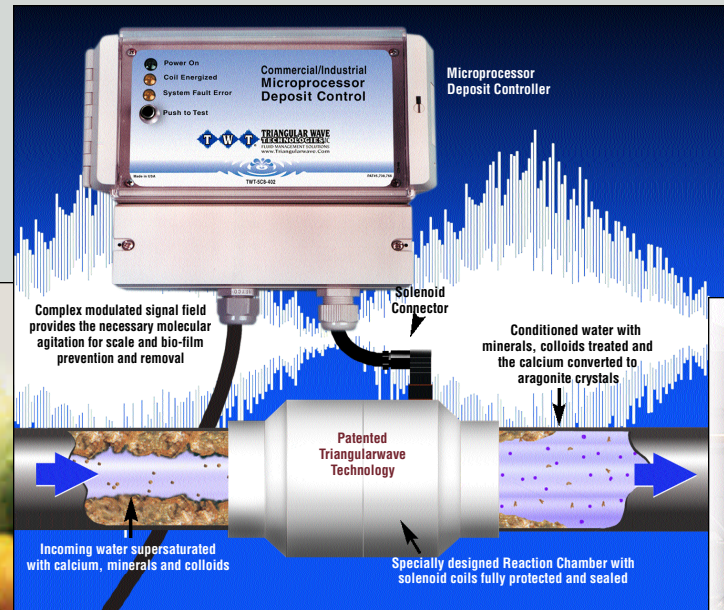 Power On
Coil Energized
System Fault Error
Push to Test
Commercial/Industrial
Microprocessor
Deposit Control
T W T
TRIANGULAR WAVE
TECHNOLOGIES
FLUID MANAGEMENT SOLUTIONS
www.Triangularwave.Com
Made in USA
TWT-SC8-402
Microprocessor
Deposit Controller
Complex modulated signal field
provides the necessary molecular
agitation for scale and bio-film
prevention and removal
Solenoid
Connector
Conditioned water with
minerals, colloids treated and
the calcium converted to
aragonite crystals
Patented
Triangularwave
Technology
Incoming water supersaturated
with calcium, minerals and colloids
Specially designed Reaction Chamber with
solenoid coils fully protected and sealed